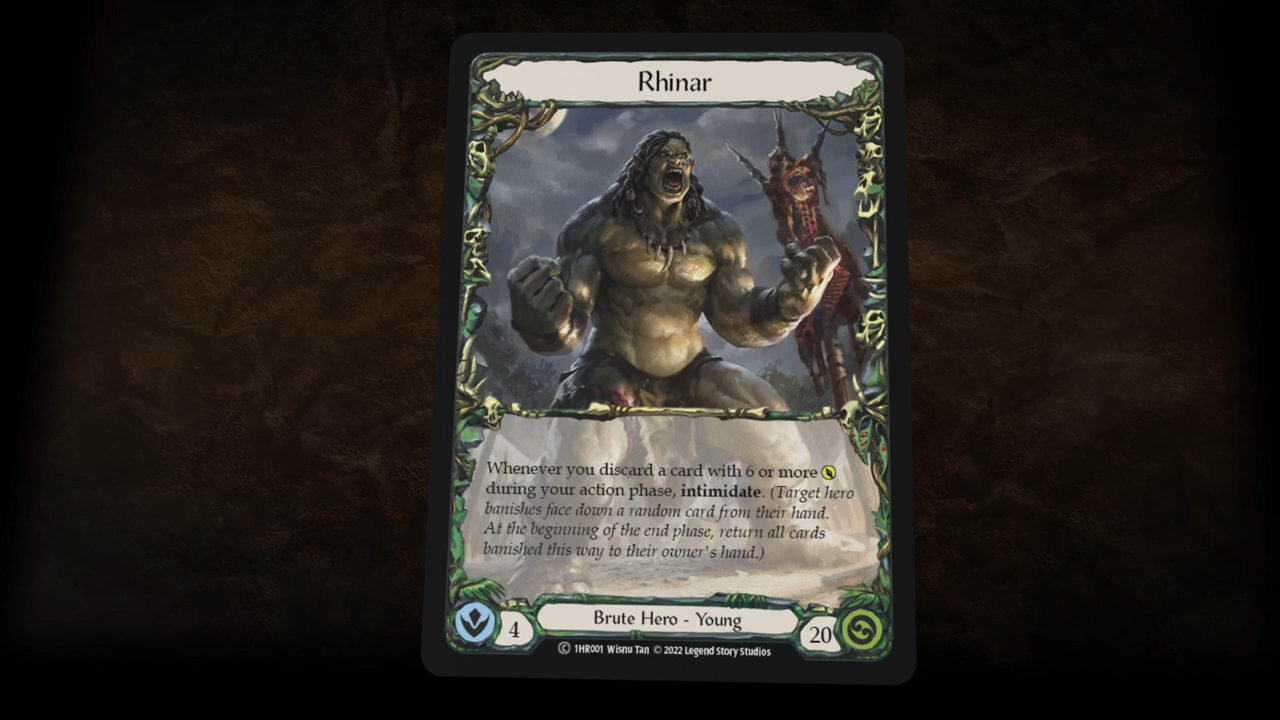 Rhinar
Whenever you discard a card with 6 or more
during your action phase, intimidate. (Target hero
banishes face down a random card from their hand.
At the beginning of the end phase, return all cards
banished this way to their owner's hand.)
4
Brute Hero - Young
20
Ⓒ 1HR001 Wisnu Tan © 2022 Legend Story Studios